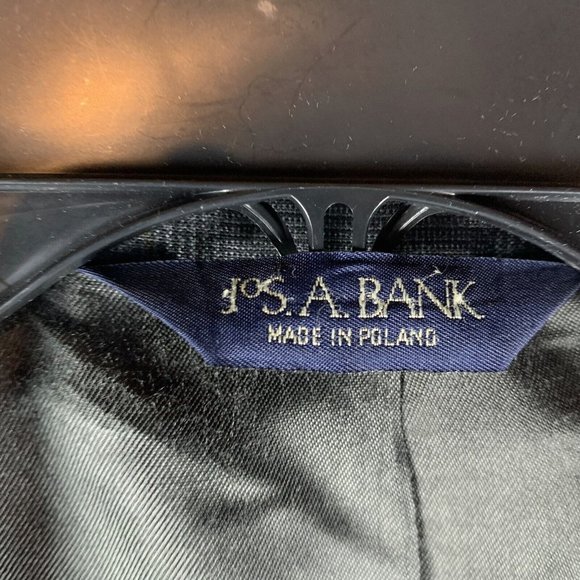 JoS. A. BANK
MADE IN POLAND